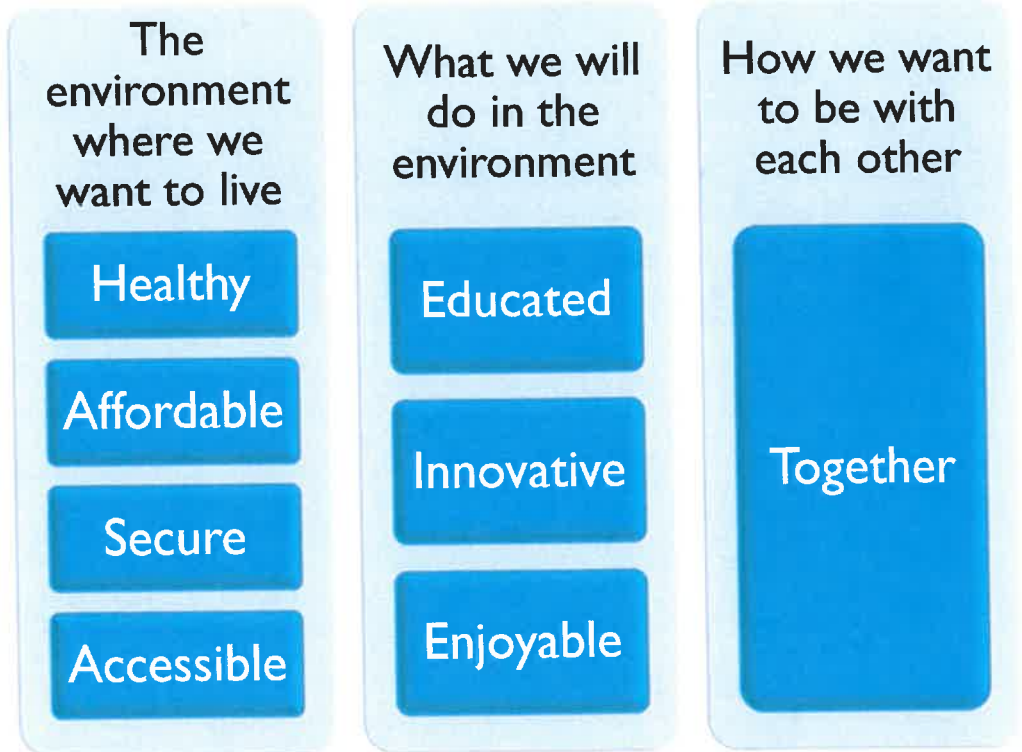 The
environment
where we
want to live
Healthy
Affordable
Secure
Accessible
What we will
do in the
environment
Educated
Innovative
Enjoyable
How we want
to be with
each other
Together